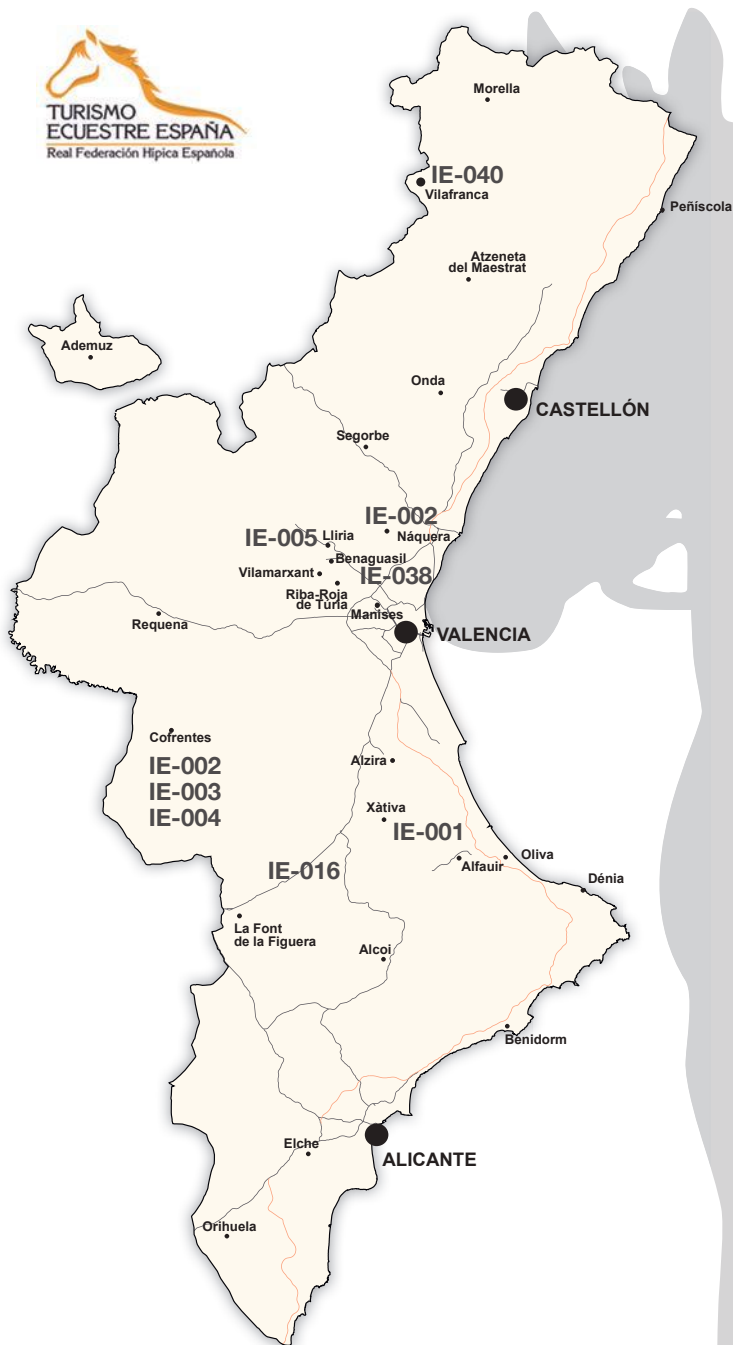 TURISMO
ECUESTRE ESPAÑA
Real Federación Hípica Española
Morella
IE-040
Vilafranca
Peñíscola
Atzeneta
del Maestrat
Ademuz
Onda
CASTELLÓN
Segorbe
IE-002
Náquera
IE-005
Lliria
Benaguasil
Vilamarxant
IE-038
Riba-Roja
de Turia
Manises
Requena
VALENCIA
Cofrentes
IE-002
IE-003
IE-004
Alzira
Xàtiva
IE-001
Oliva
Alfauir
IE-016
Dénia
La Font
de la Figuera
Alcoi
Benidorm
Elche
ALICANTE
Orihuela